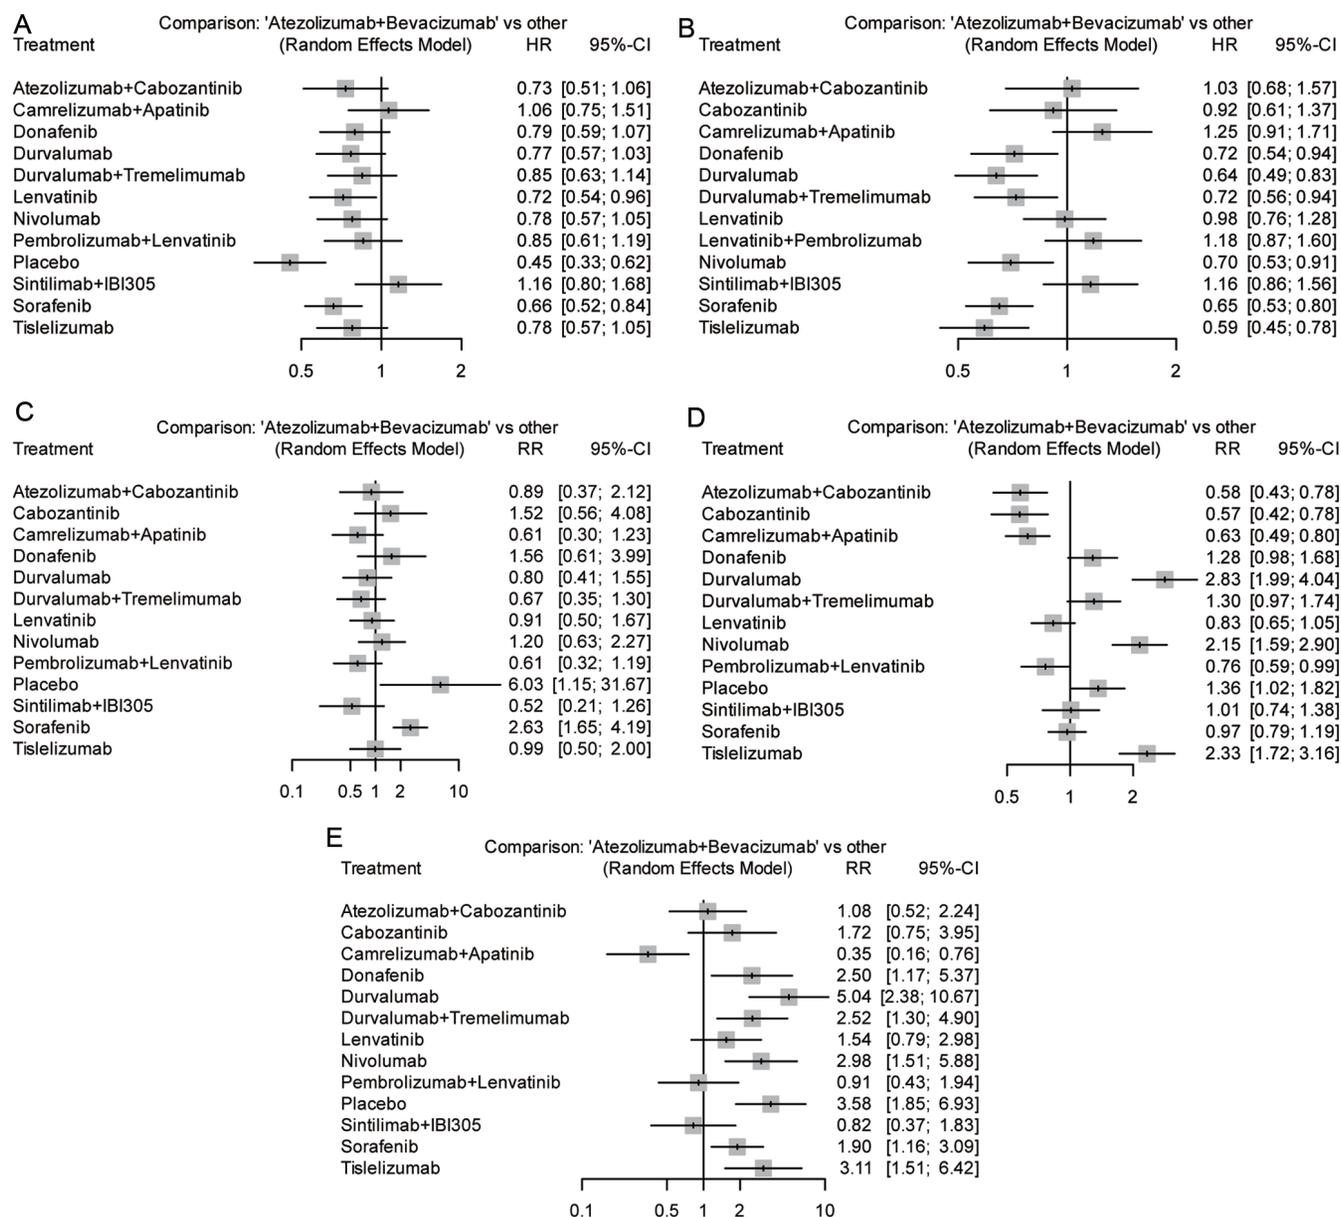 A
Comparison: 'Atezolizumab+Bevacizumab' vs other
Treatment (Random Effects Model) HR 95%-CI
Atezolizumab+Cabozantinib 0.73 [0.51; 1.06]
Camrelizumab+Apatinib 1.06 [0.75; 1.51]
Donafenib 0.79 [0.59; 1.07]
Durvalumab 0.77 [0.57; 1.03]
Durvalumab+Tremelimumab 0.85 [0.63; 1.14]
Lenvatinib 0.72 [0.54; 0.96]
Nivolumab 0.78 [0.57; 1.05]
Pembrolizumab+Lenvatinib 0.85 [0.61; 1.19]
Placebo 0.45 [0.33; 0.62]
Sintilimab+IBI305 1.16 [0.80; 1.68]
Sorafenib 0.66 [0.52; 0.84]
Tislelizumab 0.78 [0.57; 1.05]
0.5 1 2
B
Comparison: 'Atezolizumab+Bevacizumab' vs other
Treatment (Random Effects Model) HR 95%-CI
Atezolizumab+Cabozantinib 1.03 [0.68; 1.57]
Cabozantinib 0.92 [0.61; 1.37]
Camrelizumab+Apatinib 1.25 [0.91; 1.71]
Donafenib 0.72 [0.54; 0.94]
Durvalumab 0.64 [0.49; 0.83]
Durvalumab+Tremelimumab 0.72 [0.56; 0.94]
Lenvatinib 0.98 [0.76; 1.28]
Lenvatinib+Pembrolizumab 1.18 [0.87; 1.60]
Nivolumab 0.70 [0.53; 0.91]
Sintilimab+IBI305 1.16 [0.86; 1.56]
Sorafenib 0.65 [0.53; 0.80]
Tislelizumab 0.59 [0.45; 0.78]
0.5 1 2
C
Comparison: 'Atezolizumab+Bevacizumab' vs other
Treatment (Random Effects Model) RR 95%-CI
Atezolizumab+Cabozantinib 0.89 [0.37; 2.12]
Cabozantinib 1.52 [0.56; 4.08]
Camrelizumab+Apatinib 0.61 [0.30; 1.23]
Donafenib 1.56 [0.61; 3.99]
Durvalumab 0.80 [0.41; 1.55]
Durvalumab+Tremelimumab 0.67 [0.35; 1.30]
Lenvatinib 0.91 [0.50; 1.67]
Nivolumab 1.20 [0.63; 2.27]
Pembrolizumab+Lenvatinib 0.61 [0.32; 1.19]
Placebo 6.03 [1.15; 31.67]
Sintilimab+IBI305 0.52 [0.21; 1.26]
Sorafenib 2.63 [1.65; 4.19]
Tislelizumab 0.99 [0.50; 2.00]
0.1 0.5 1 2 10
D
Comparison: 'Atezolizumab+Bevacizumab' vs other
Treatment (Random Effects Model) RR 95%-CI
Atezolizumab+Cabozantinib 0.58 [0.43; 0.78]
Cabozantinib 0.57 [0.42; 0.78]
Camrelizumab+Apatinib 0.63 [0.49; 0.80]
Donafenib 1.28 [0.98; 1.68]
Durvalumab 2.83 [1.99; 4.04]
Durvalumab+Tremelimumab 1.30 [0.97; 1.74]
Lenvatinib 0.83 [0.65; 1.05]
Nivolumab 2.15 [1.59; 2.90]
Pembrolizumab+Lenvatinib 0.76 [0.59; 0.99]
Placebo 1.36 [1.02; 1.82]
Sintilimab+IBI305 1.01 [0.74; 1.38]
Sorafenib 0.97 [0.79; 1.19]
Tislelizumab 2.33 [1.72; 3.16]
0.5 1 2
E
Comparison: 'Atezolizumab+Bevacizumab' vs other
Treatment (Random Effects Model) RR 95%-CI
Atezolizumab+Cabozantinib 1.08 [0.52; 2.24]
Cabozantinib 1.72 [0.75; 3.95]
Camrelizumab+Apatinib 0.35 [0.16; 0.76]
Donafenib 2.50 [1.17; 5.37]
Durvalumab 5.04 [2.38; 10.67]
Durvalumab+Tremelimumab 2.52 [1.30; 4.90]
Lenvatinib 1.54 [0.79; 2.98]
Nivolumab 2.98 [1.51; 5.88]
Pembrolizumab+Lenvatinib 0.91 [0.43; 1.94]
Placebo 3.58 [1.85; 6.93]
Sintilimab+IBI305 0.82 [0.37; 1.83]
Sorafenib 1.90 [1.16; 3.09]
Tislelizumab 3.11 [1.51; 6.42]
0.1 0.5 1 2 10